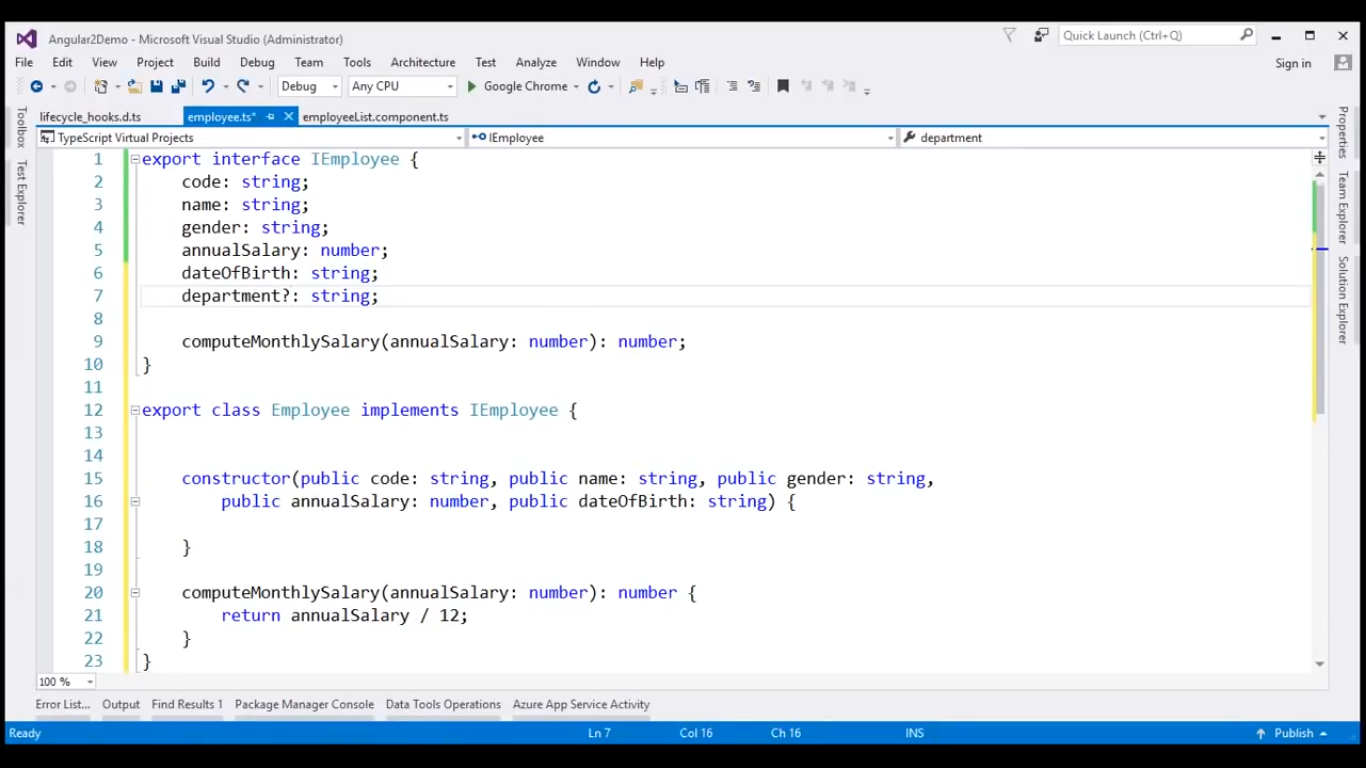 Angular2Demo - Microsoft Visual Studio (Administrator)
Quick Launch (Ctrl+Q)
File Edit View Project Build Debug Team Tools Architecture Test Analyze Window Help
Sign in
Debug Any CPU Google Chrome
lifecycle_hooks.d.ts employee.ts* employeeList.component.ts
TypeScript Virtual Projects IEmployee department
Toolbox
Test Explorer
Properties
Team Explorer
Solution Explorer
1 export interface IEmployee {
2 code: string;
3 name: string;
4 gender: string;
5 annualSalary: number;
6 dateOfBirth: string;
7 department?: string;
8
9 computeMonthlySalary(annualSalary: number): number;
10 }
11
12 export class Employee implements IEmployee {
13
14
15 constructor(public code: string, public name: string, public gender: string,
16 public annualSalary: number, public dateOfBirth: string) {
17
18 }
19
20 computeMonthlySalary(annualSalary: number): number {
21 return annualSalary / 12;
22 }
23 }
100 %
Error List... Output Find Results 1 Package Manager Console Data Tools Operations Azure App Service Activity
Ready Ln 7 Col 16 Ch 16 INS Publish